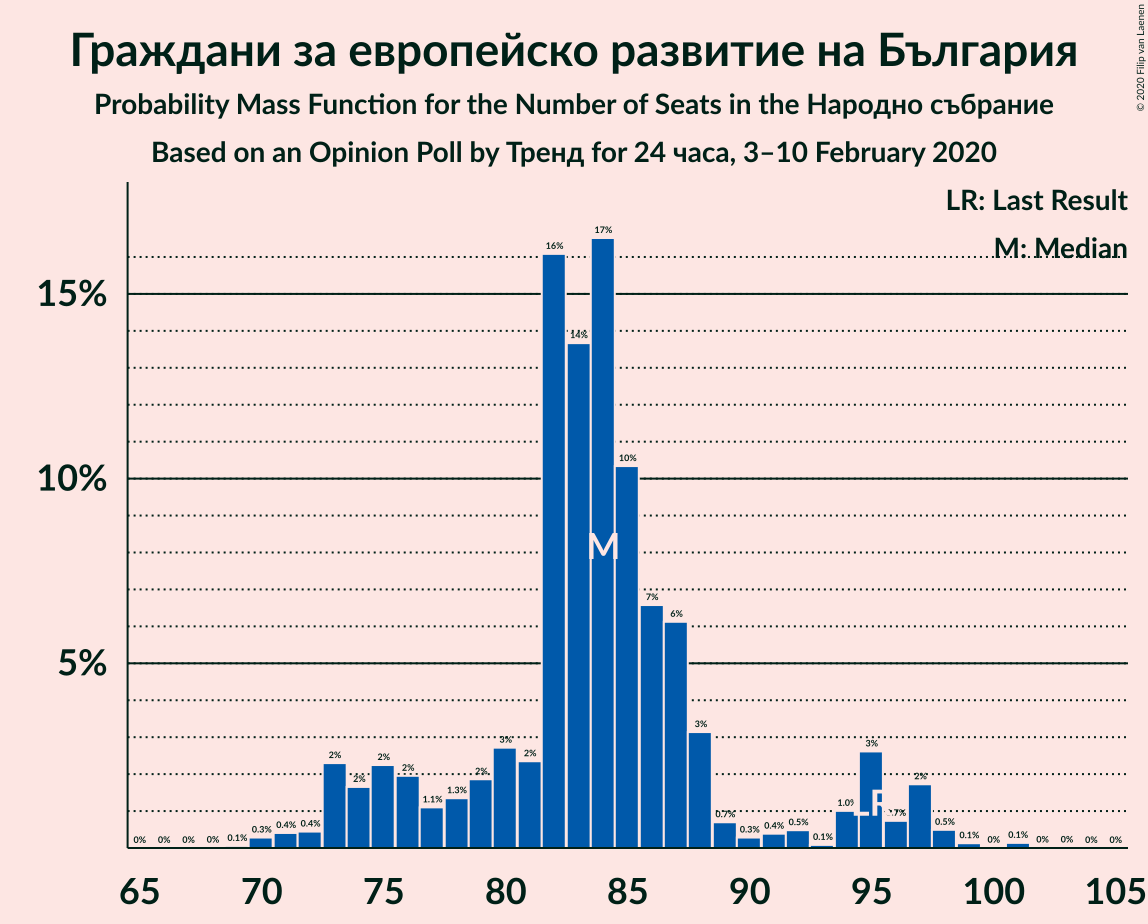 Граждани за европейско развитие на България
Probability Mass Function for the Number of Seats in the Народно събрание
Based on an Opinion Poll by Тренд for 24 часа, 3–10 February 2020
© 2020 Filip van Laenen
LR: Last Result
M: Median
15%
10%
5%
0% 0% 0% 0% 0.1% 0.3% 0.4% 0.4% 2% 2% 2% 2% 1.1% 1.3% 2% 3% 2% 16% 14% 17% 10% 7% 6% 3% 0.7% 0.3% 0.4% 0.5% 0.1% 1.0% 3% 0.7% 2% 0.5% 0.1% 0% 0.1% 0% 0% 0% 0%
M
LR
65 70 75 80 85 90 95 100 105